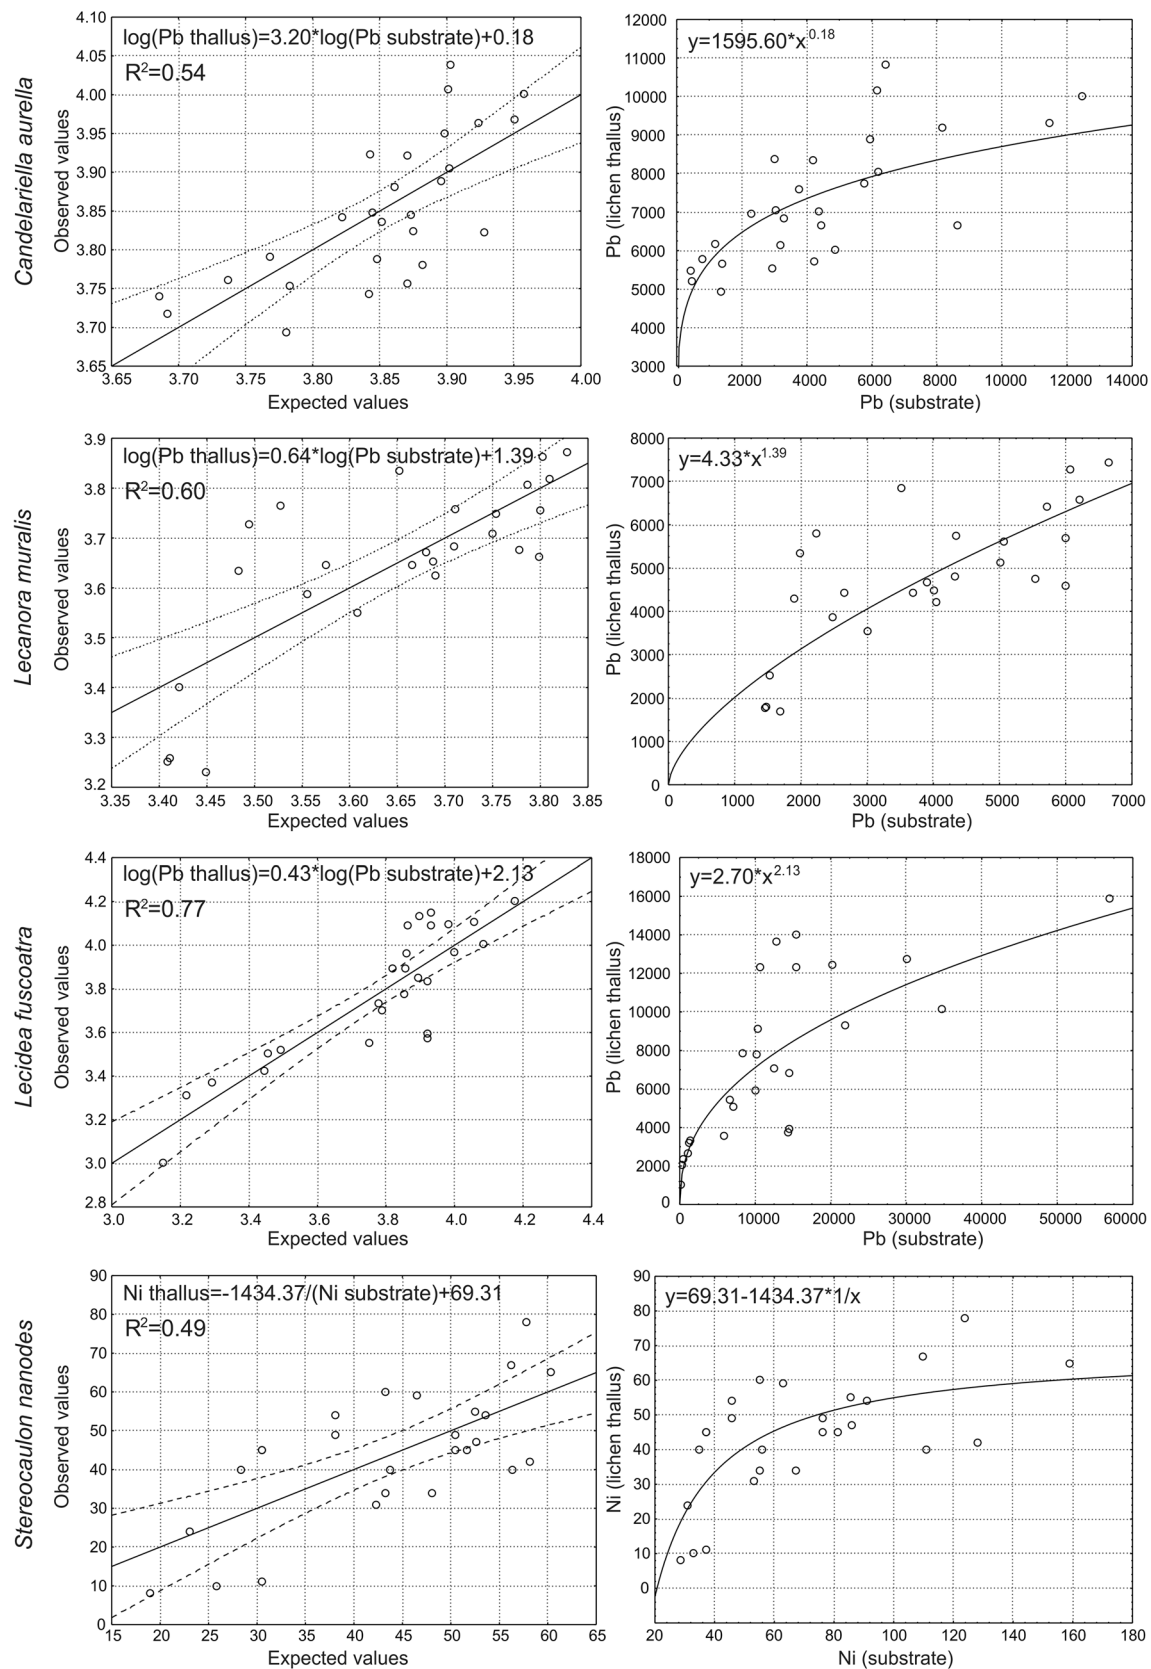 Candelariella aurella
Observed values
4.10
4.05
4.00
3.95
3.90
3.85
3.80
3.75
3.70
3.65
log(Pb thallus)=3.20*log(Pb substrate)+0.18
R²=0.54
3.65 3.70 3.75 3.80 3.85 3.90 3.95 4.00
Expected values
Pb (lichen thallus)
12000
11000
10000
9000
8000
7000
6000
5000
4000
3000
y=1595.60*x^0.18
0 2000 4000 6000 8000 10000 12000 14000
Pb (substrate)
Lecanora muralis
Observed values
3.9
3.8
3.7
3.6
3.5
3.4
3.3
3.2
log(Pb thallus)=0.64*log(Pb substrate)+1.39
R²=0.60
3.35 3.40 3.45 3.50 3.60 3.60 3.65 3.70 3.75 3.80 3.85
Expected values
Pb (lichen thallus)
8000
7000
6000
5000
4000
3000
2000
1000
0
y=4.33*x^1.39
0 1000 2000 3000 4000 5000 6000 7000
Pb (substrate)
Lecidea fuscoatra
Observed values
4.4
4.2
4.0
3.8
3.6
3.4
3.2
3.0
2.8
log(Pb thallus)=0.43*log(Pb substrate)+2.13
R²=0.77
3.0 3.2 3.4 3.6 3.8 4.0 4.2 4.4
Expected values
Pb (lichen thallus)
18000
16000
14000
12000
10000
8000
6000
4000
2000
0
y=2.70*x^2.13
0 10000 20000 30000 40000 50000 60000
Pb (substrate)
Stereocaulon nanodes
Observed values
90
80
70
60
50
40
30
20
10
0
Ni thallus=-1434.37/(Ni substrate)+69.31
R²=0.49
15 20 25 30 35 40 45 50 55 60 65
Expected values
Ni (lichen thallus)
90
80
70
60
50
40
30
20
10
0
y=69.31-1434.37*1/x
20 40 60 80 100 120 140 160 180
Ni (substrate)